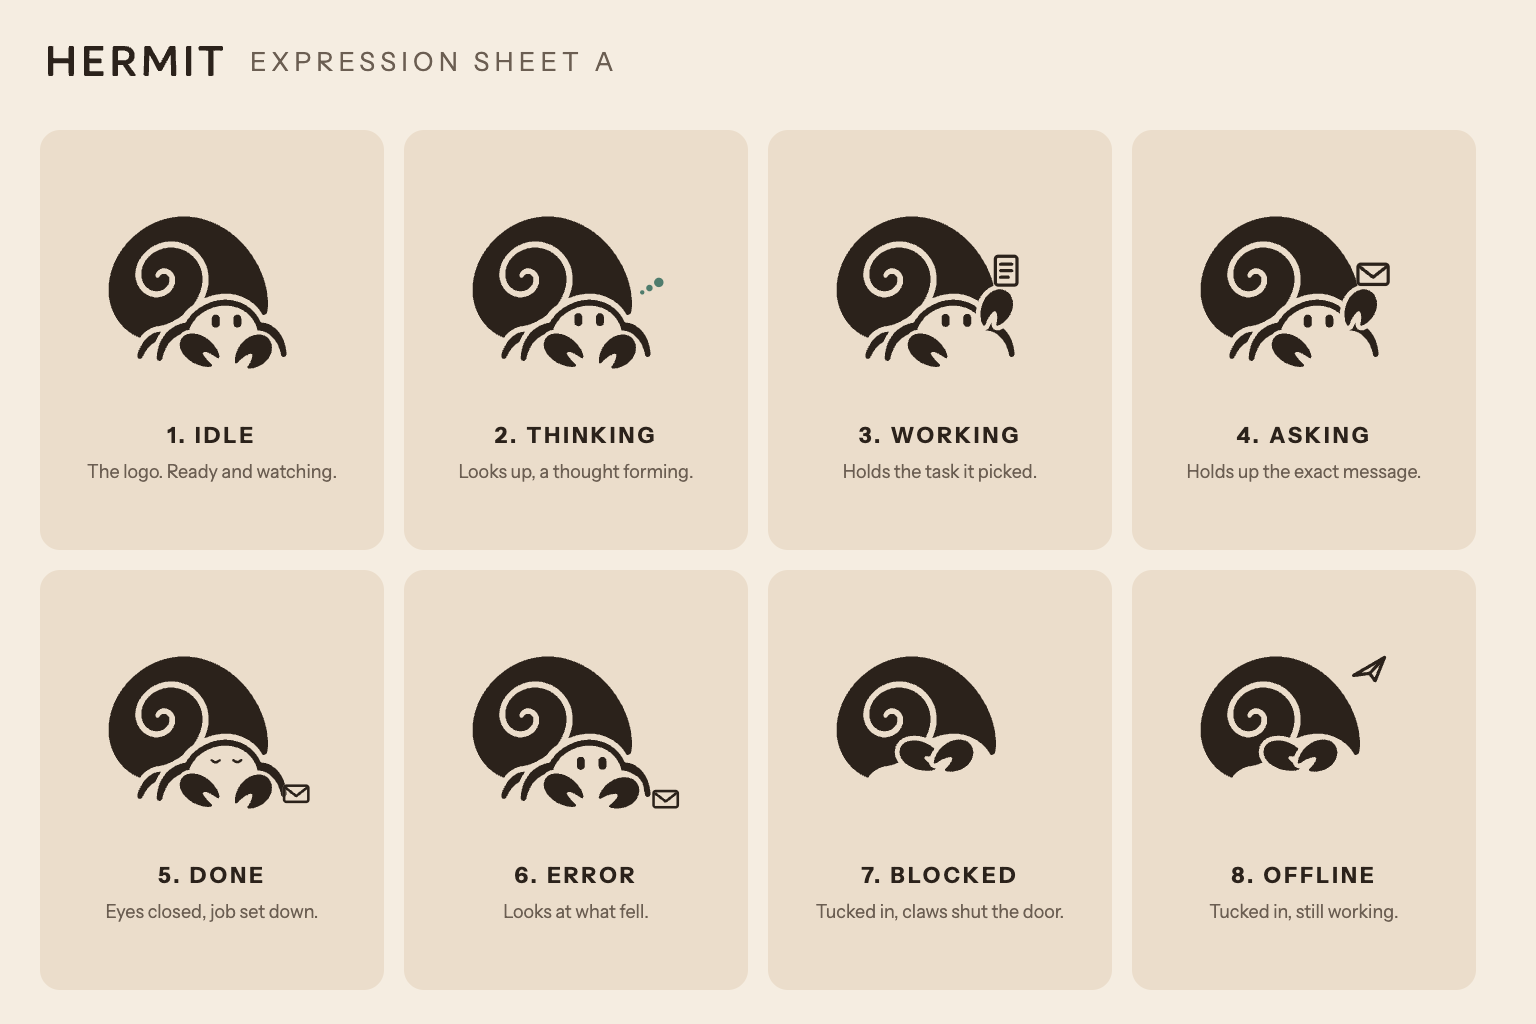 HERMIT EXPRESSION SHEET A
1. IDLE
The logo. Ready and watching.
2. THINKING
Looks up, a thought forming.
3. WORKING
Holds the task it picked.
4. ASKING
Holds up the exact message.
5. DONE
Eyes closed, job set down.
6. ERROR
Looks at what fell.
7. BLOCKED
Tucked in, claws shut the door.
8. OFFLINE
Tucked in, still working.